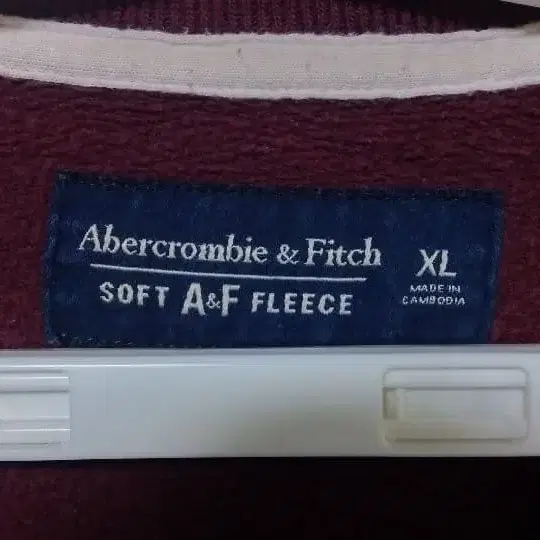 Abercrombie & Fitch
SOFT A&F FLEECE
XL
MADE IN
CAMBODIA